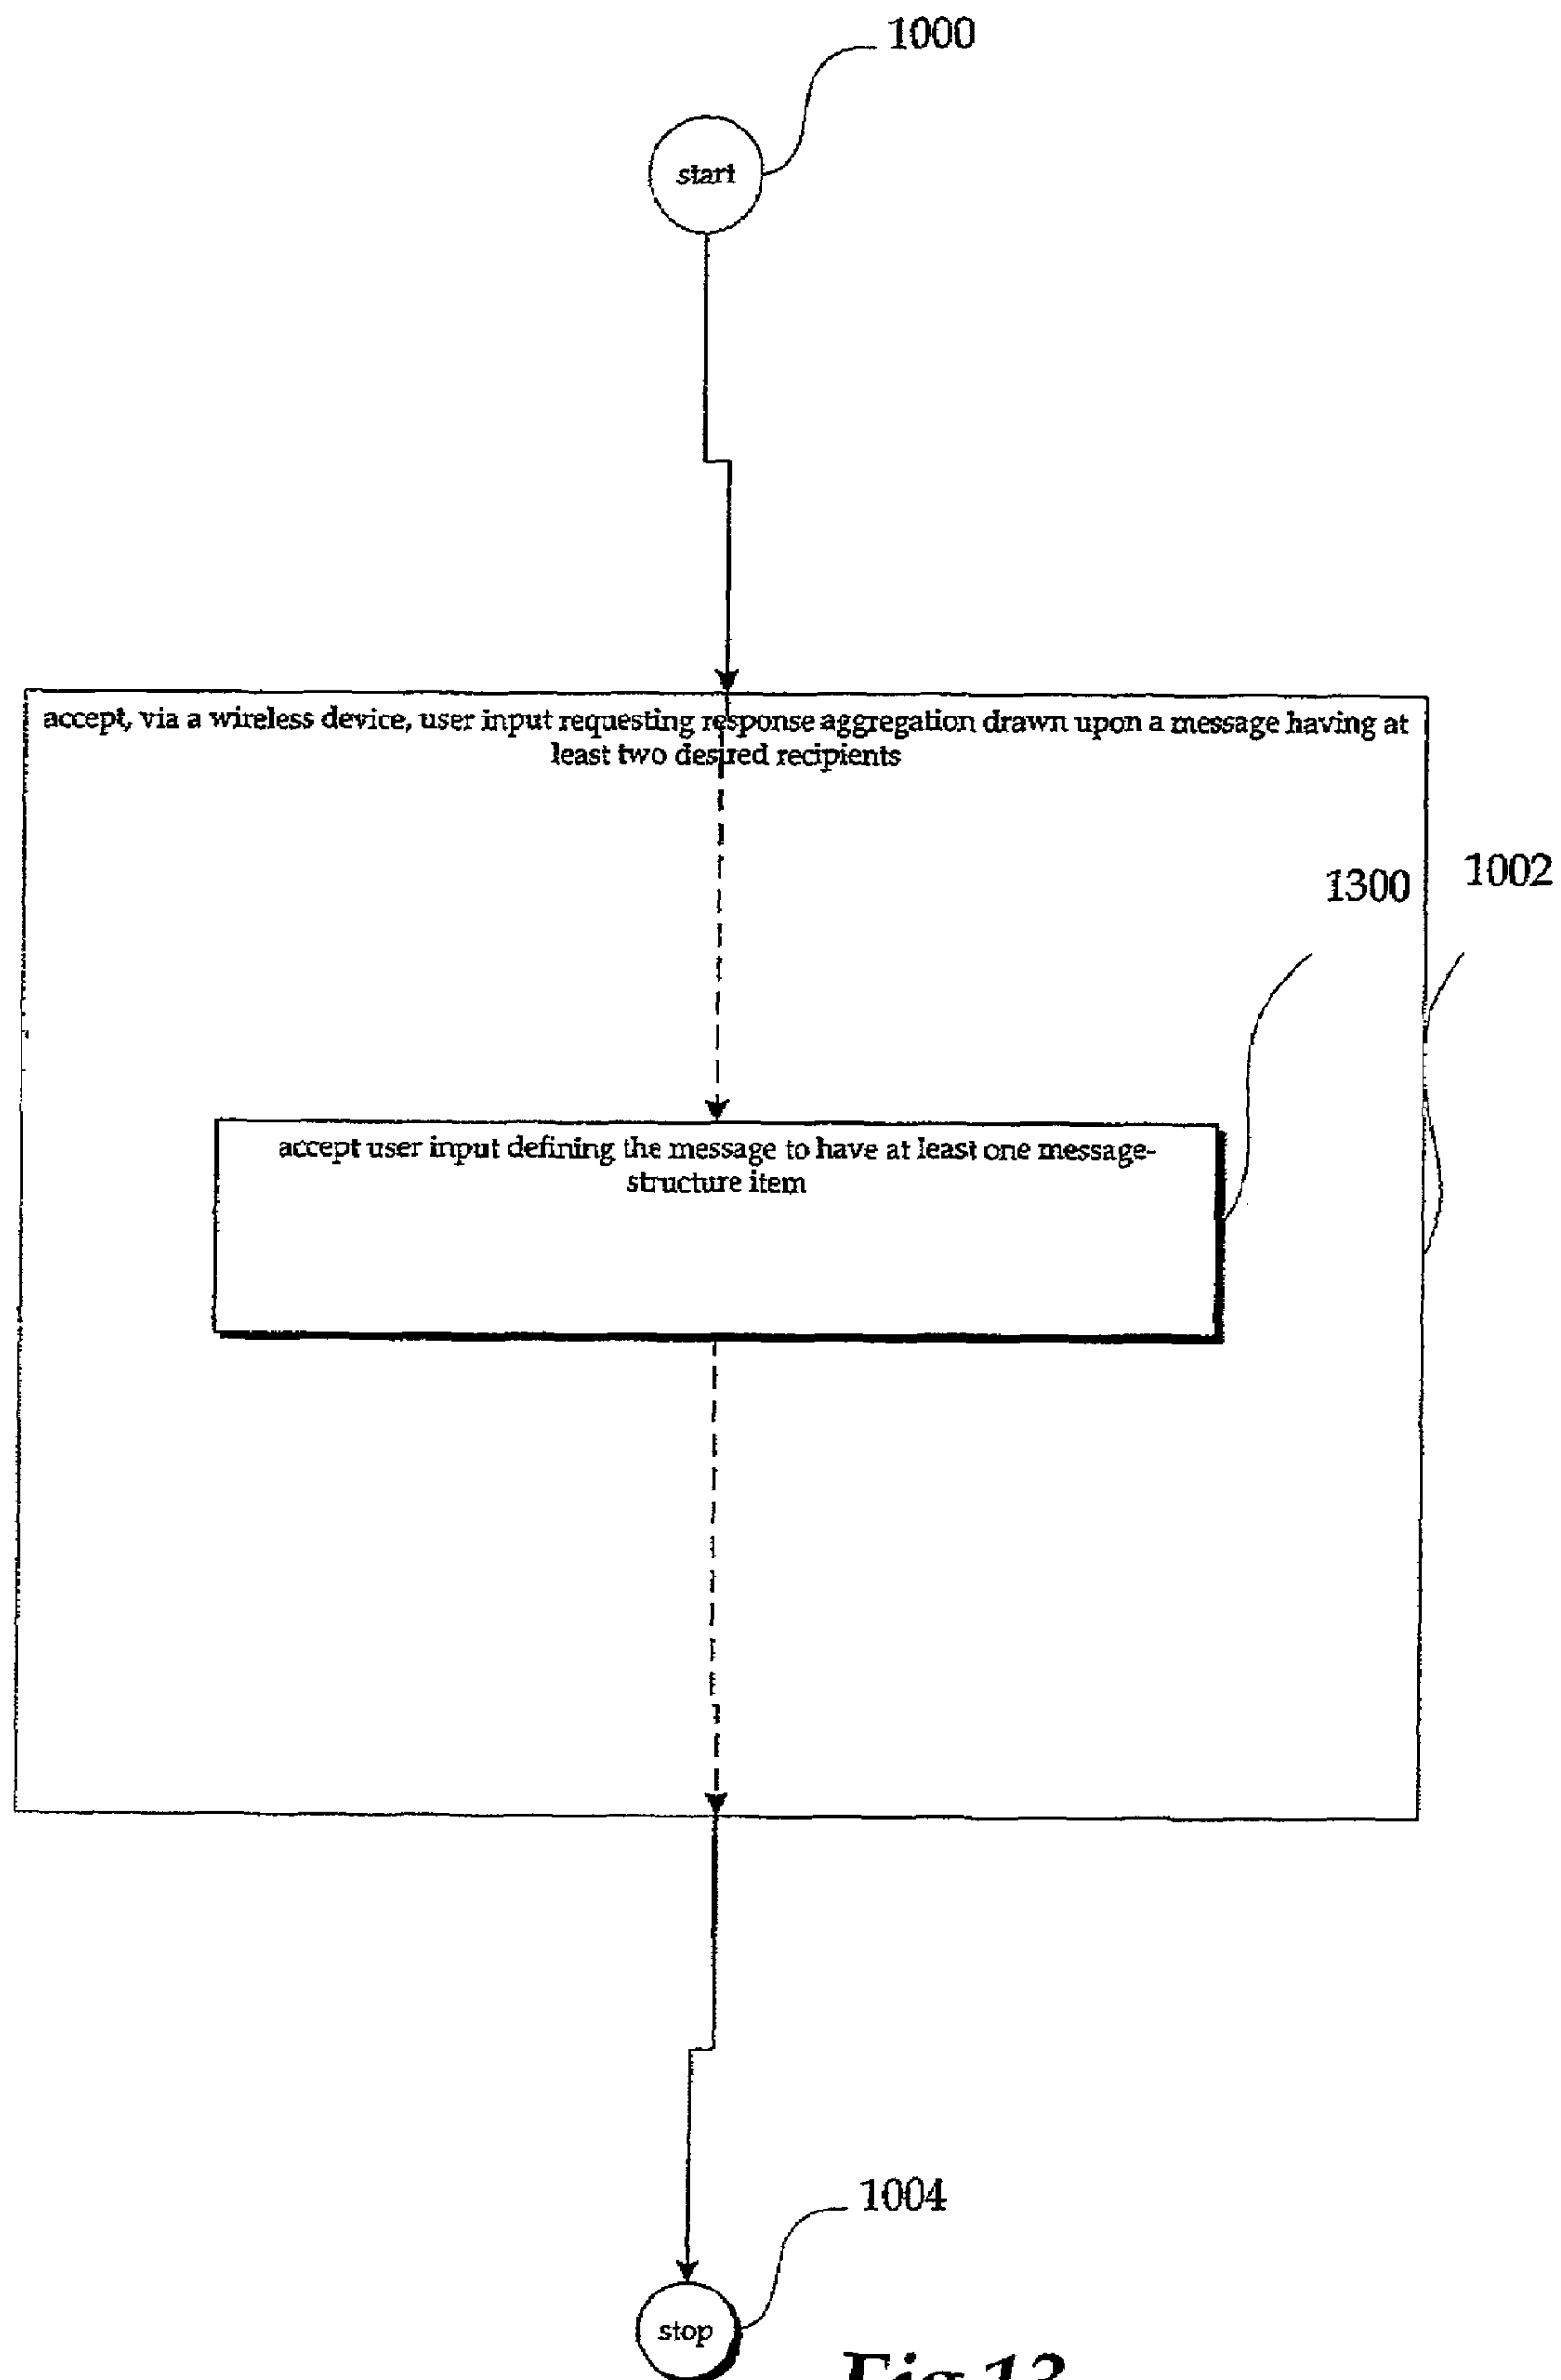 1000
start
accept, via a wireless device, user input requesting response aggregation drawn upon a message having at
least two desired recipients
1300
1002
accept user input defining the message to have at least one message-
structure item
1004
stop
Fig.13